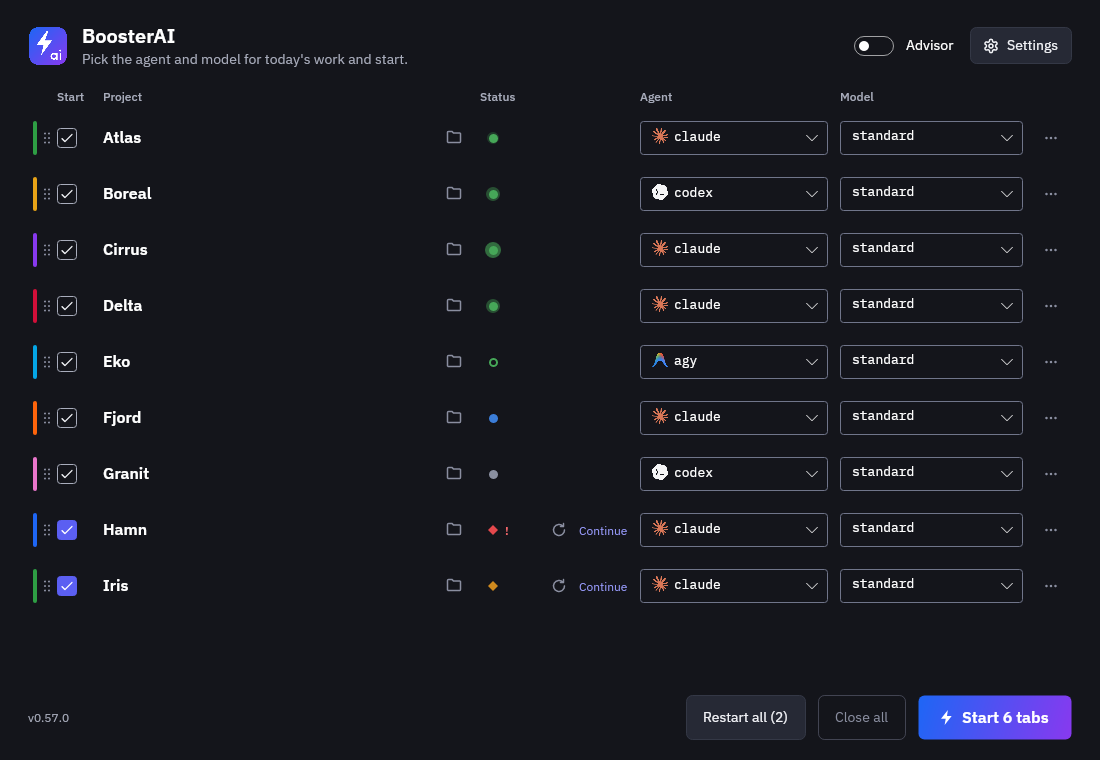 ai
BoosterAI
Pick the agent and model for today's work and start.
Advisor
Settings
Start Project Status Agent Model
Atlas claude standard
Boreal codex standard
Cirrus claude standard
Delta claude standard
Eko agy standard
Fjord claude standard
Granit codex standard
Hamn ! Continue claude standard
Iris Continue claude standard
v0.57.0
Restart all (2)
Close all
Start 6 tabs